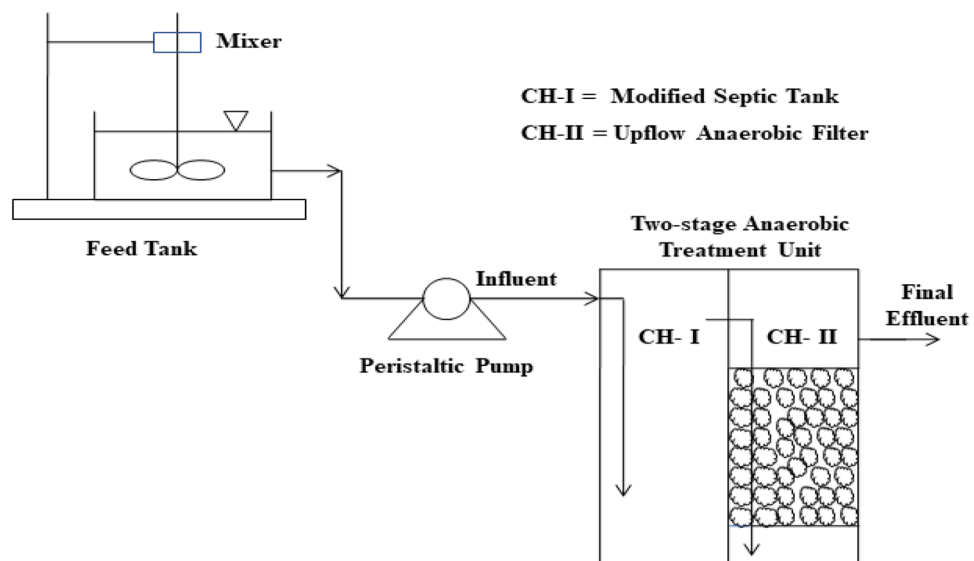 Mixer
CH-I = Modified Septic Tank
CH-II = Upflow Anaerobic Filter
Feed Tank
Two-stage Anaerobic
Treatment Unit
Influent
Final
Effluent
CH- I
CH- II
Peristaltic Pump